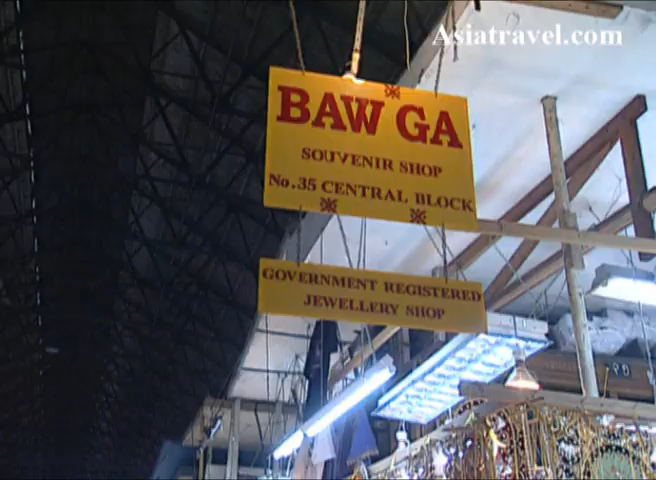 Asiatravel.com
BAW GA
SOUVENIR SHOP
No.35 CENTRAL BLOCK
GOVERNMENT REGISTERED
JEWELLERY SHOP